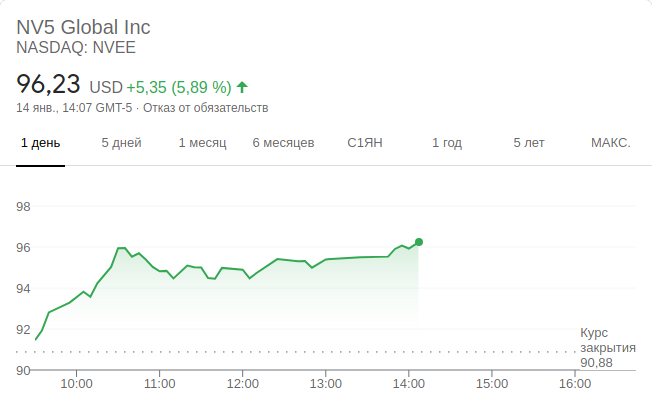 NV5 Global Inc
NASDAQ: NVEE
96,23 USD +5,35 (5,89 %)
14 янв., 14:07 GMT-5 · Отказ от обязательств
1 день 5 дней 1 месяц 6 месяцев С1ЯН 1 год 5 лет МАКС.
98
96
94
92
Курс
закрытия
90,88
90
10:00 11:00 12:00 13:00 14:00 15:00 16:00